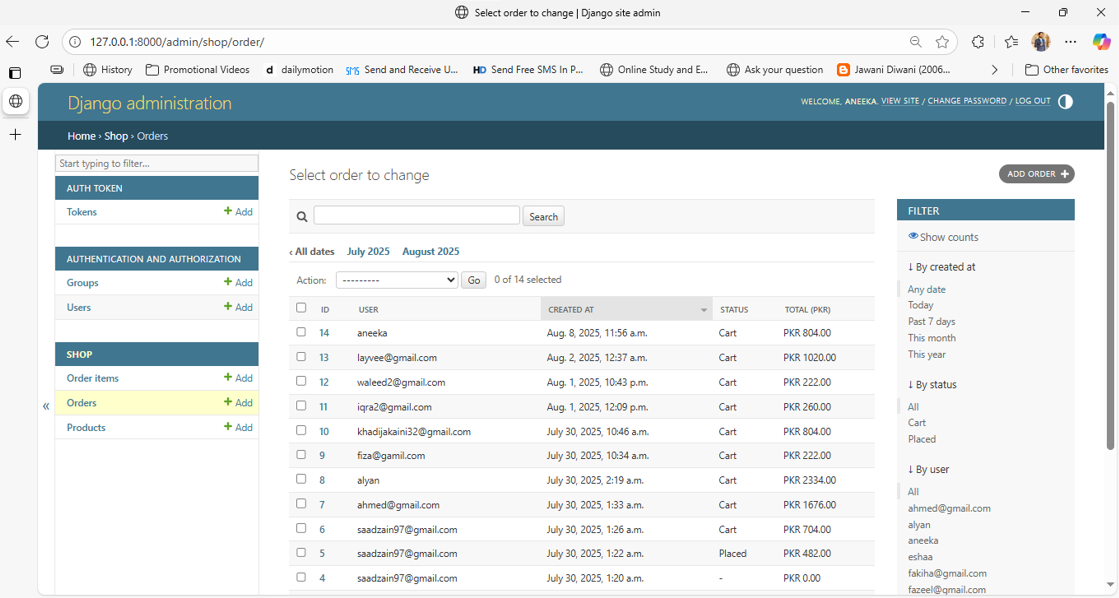 Select order to change | Django site admin
127.0.0.1:8000/admin/shop/order/
History Promotional Videos d dailymotion Send and Receive U... HD Send Free SMS In P... Online Study and E... Ask your question Jawani Diwani (2006... Other favorites
Django administration
WELCOME, ANEEKA. VIEW SITE / CHANGE PASSWORD / LOG OUT
Home › Shop › Orders
Start typing to filter...
AUTH TOKEN
Tokens + Add
AUTHENTICATION AND AUTHORIZATION
Groups + Add
Users + Add
SHOP
Order items + Add
Orders + Add
Products + Add
«
Select order to change
ADD ORDER +
Search
‹ All dates July 2025 August 2025
Action: --------- Go 0 of 14 selected
ID USER CREATED AT STATUS TOTAL (PKR)
14 aneeka Aug. 8, 2025, 11:56 a.m. Cart PKR 804.00
13 layvee@gmail.com Aug. 2, 2025, 12:37 a.m. Cart PKR 1020.00
12 waleed2@gmail.com Aug. 1, 2025, 10:43 p.m. Cart PKR 222.00
11 iqra2@gmail.com Aug. 1, 2025, 12:09 p.m. Cart PKR 260.00
10 khadijakaini32@gmail.com July 30, 2025, 10:46 a.m. Cart PKR 804.00
9 fiza@gamil.com July 30, 2025, 10:34 a.m. Cart PKR 222.00
8 alyan July 30, 2025, 2:19 a.m. Cart PKR 2334.00
7 ahmed@gmail.com July 30, 2025, 1:33 a.m. Cart PKR 1676.00
6 saadzain97@gmail.com July 30, 2025, 1:26 a.m. Cart PKR 704.00
5 saadzain97@gmail.com July 30, 2025, 1:22 a.m. Placed PKR 482.00
4 saadzain97@gmail.com July 30, 2025, 1:20 a.m. - PKR 0.00
FILTER
Show counts
↓ By created at
Any date
Today
Past 7 days
This month
This year
↓ By status
All
Cart
Placed
↓ By user
All
ahmed@gmail.com
alyan
aneeka
eshaa
fakiha@gmail.com
fazeel@gmail.com